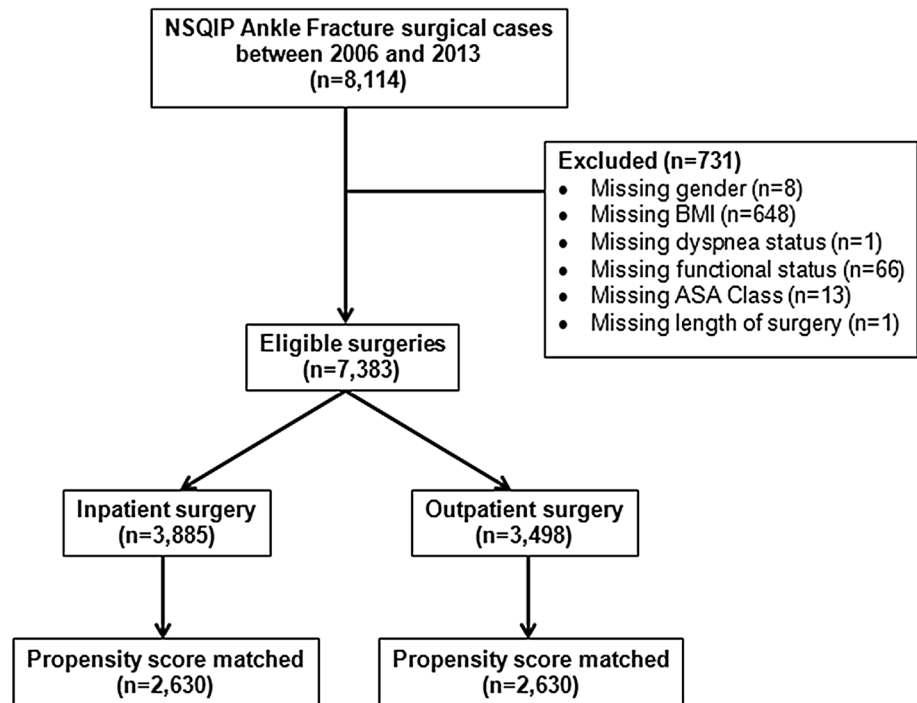 NSQIP Ankle Fracture surgical cases
between 2006 and 2013
(n=8,114)
Excluded (n=731)
• Missing gender (n=8)
• Missing BMI (n=648)
• Missing dyspnea status (n=1)
• Missing functional status (n=66)
• Missing ASA Class (n=13)
• Missing length of surgery (n=1)
Eligible surgeries
(n=7,383)
Inpatient surgery
(n=3,885)
Outpatient surgery
(n=3,498)
Propensity score matched
(n=2,630)
Propensity score matched
(n=2,630)